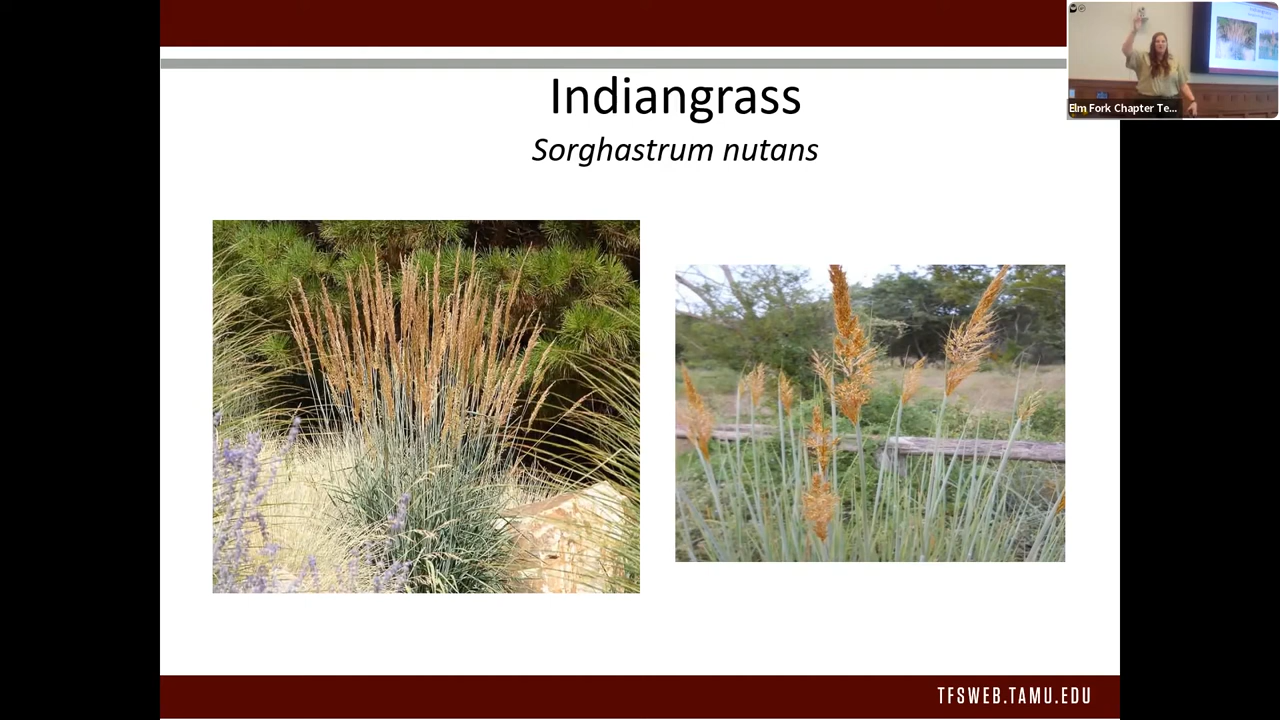 Indiangrass
Sorghastrum nutans
Elm Fork Chapter Te...
TFSWEB.TAMU.EDU